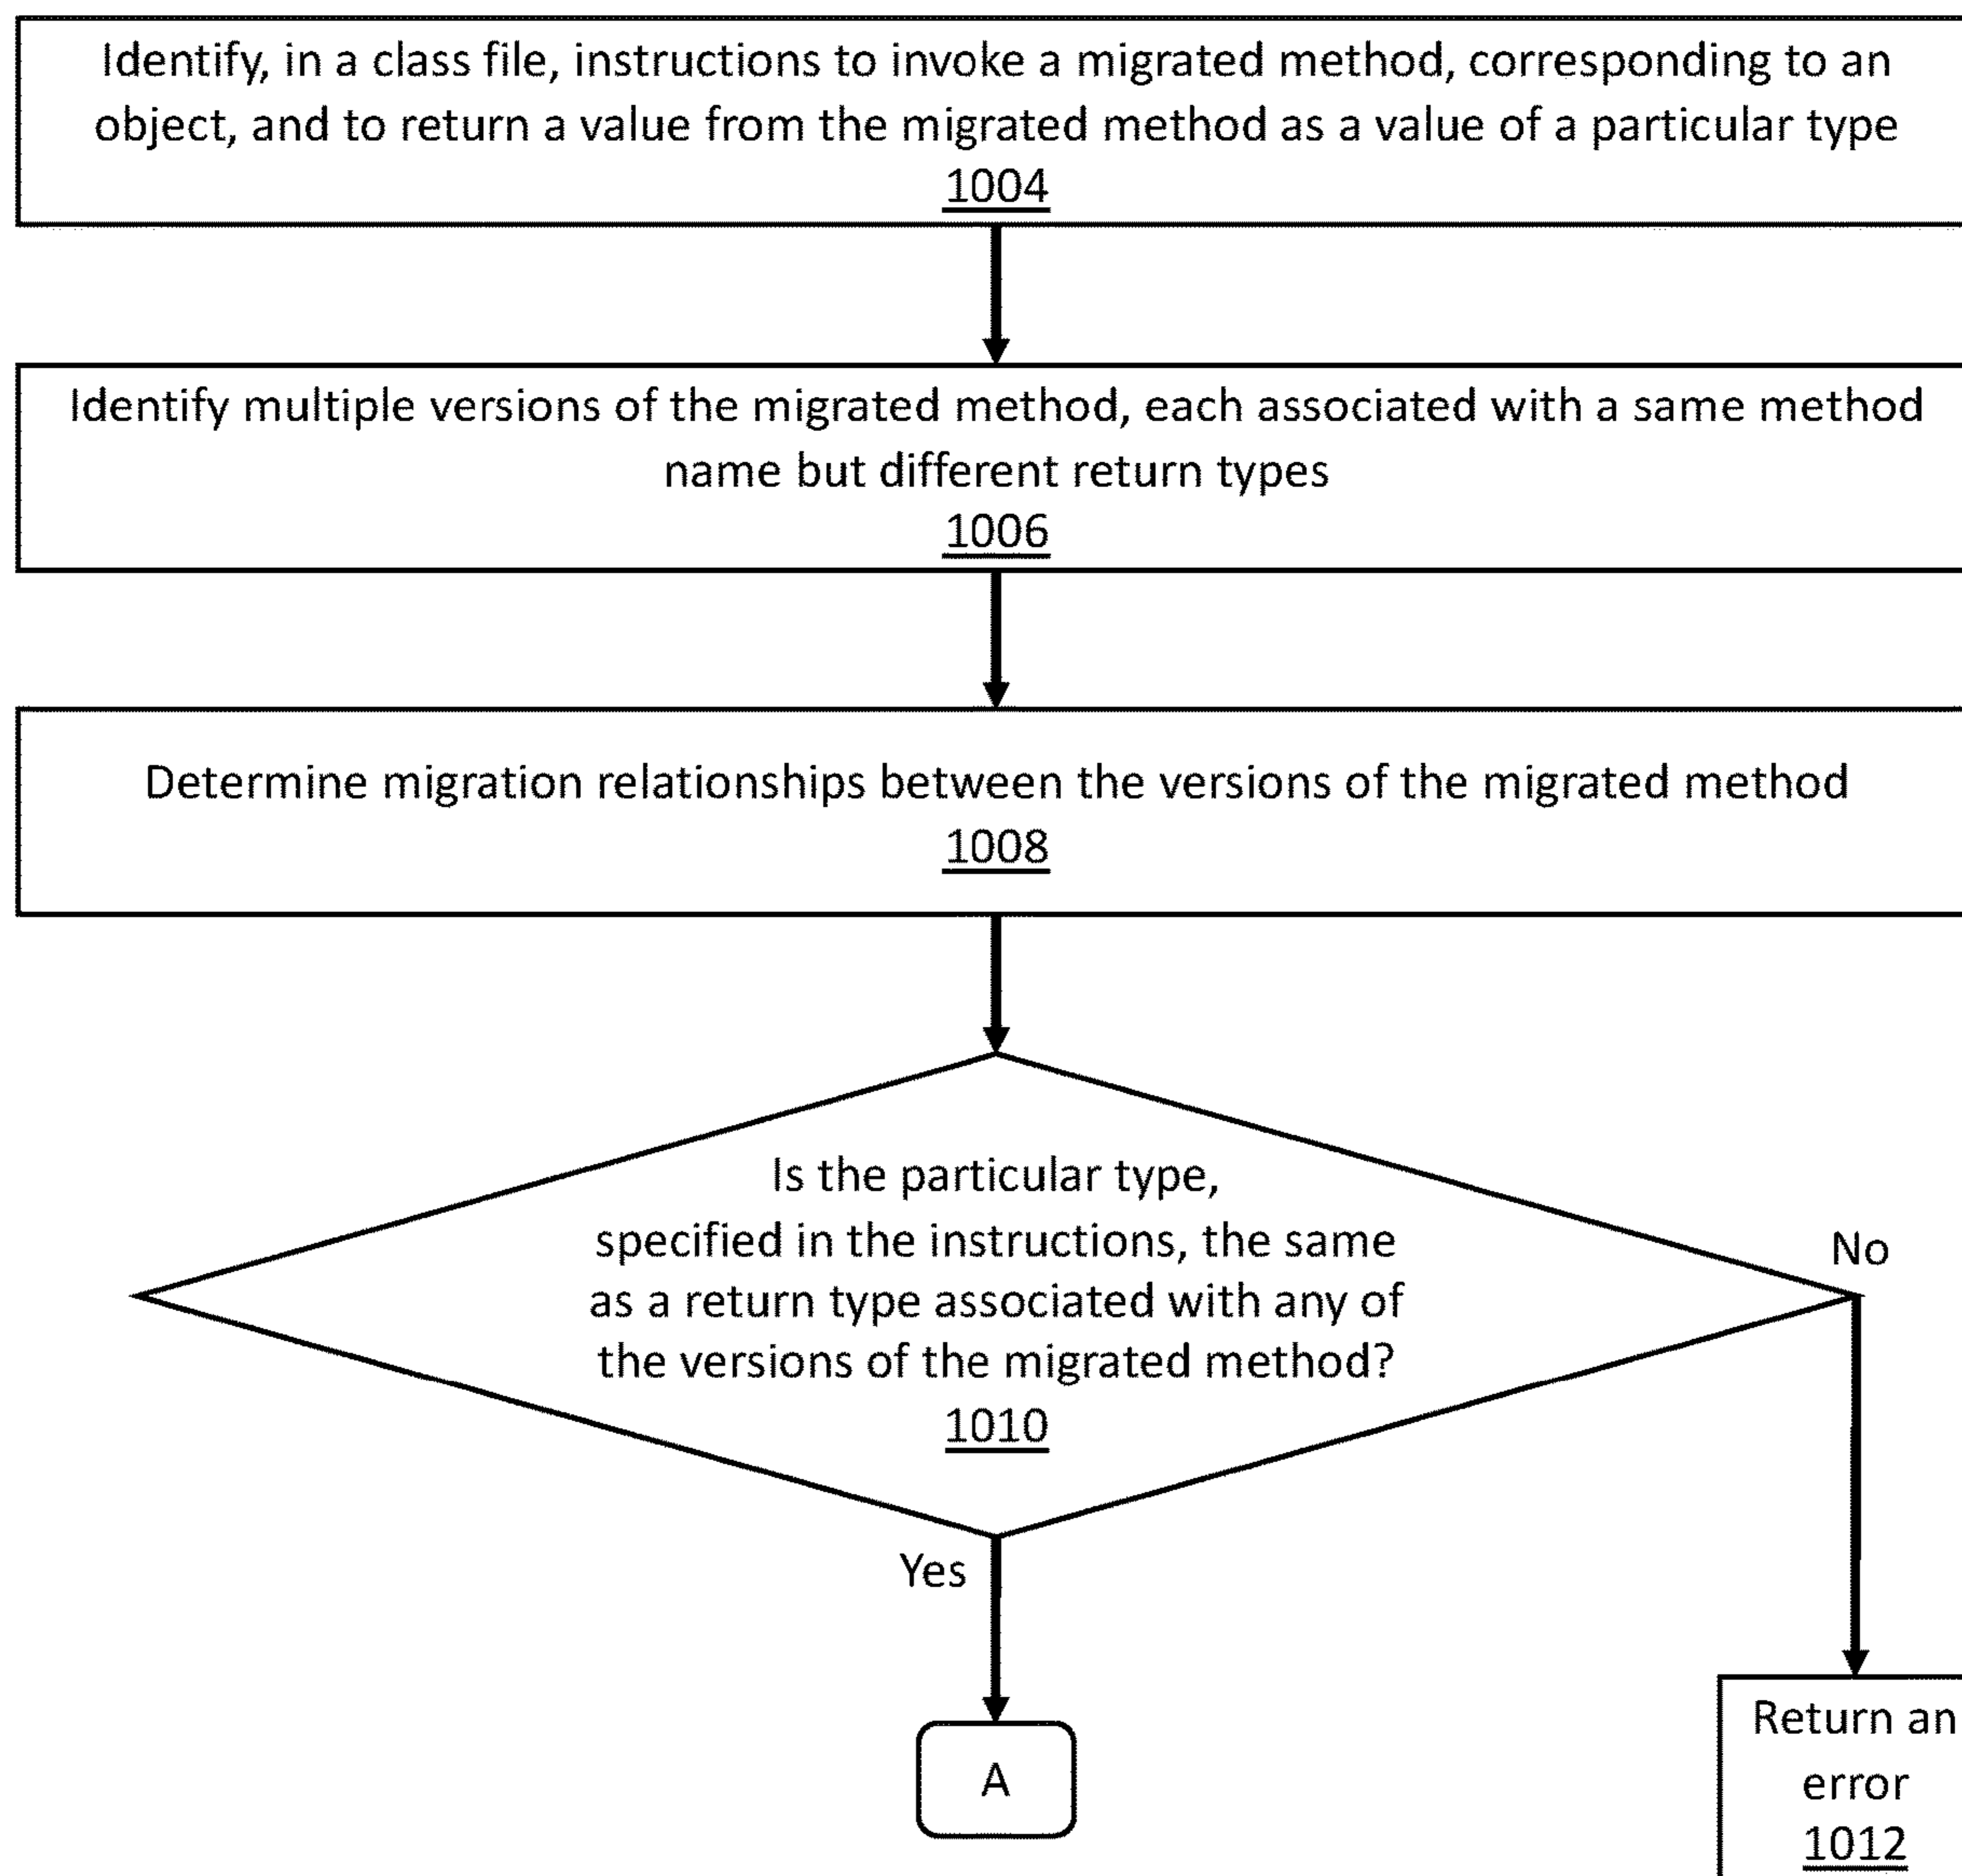 Identify, in a class file, instructions to invoke a migrated method, corresponding to an
object, and to return a value from the migrated method as a value of a particular type
1004
Identify multiple versions of the migrated method, each associated with a same method
name but different return types
1006
Determine migration relationships between the versions of the migrated method
1008
Is the particular type,
specified in the instructions, the same
as a return type associated with any of
the versions of the migrated method?
1010
No
Yes
A
Return an
error
1012